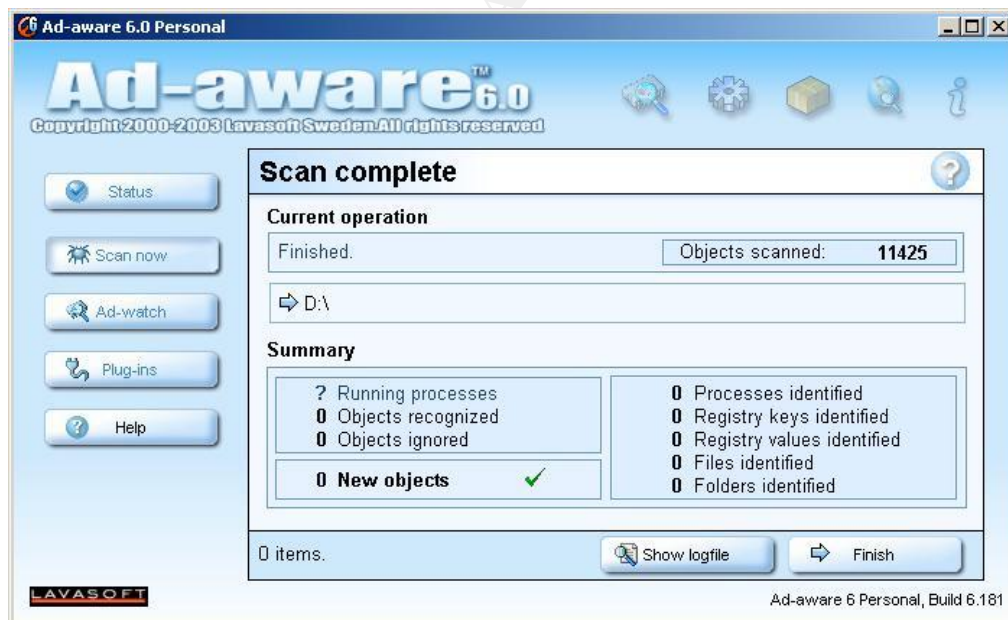 Ad-aware 6.0 Personal
Ad-aware 6.0 TM
Copyright 2000-2003 Lavasoft Sweden All rights reserved
Status
Scan now
Ad-watch
Plug-ins
Help
Scan complete
Current operation
Finished.
Objects scanned: 11425
D:\
Summary
? Running processes
0 Objects recognized
0 Objects ignored
0 New objects
0 Processes identified
0 Registry keys identified
0 Registry values identified
0 Files identified
0 Folders identified
0 items.
Show logfile
Finish
LAVASOFT
Ad-aware 6 Personal, Build 6.181